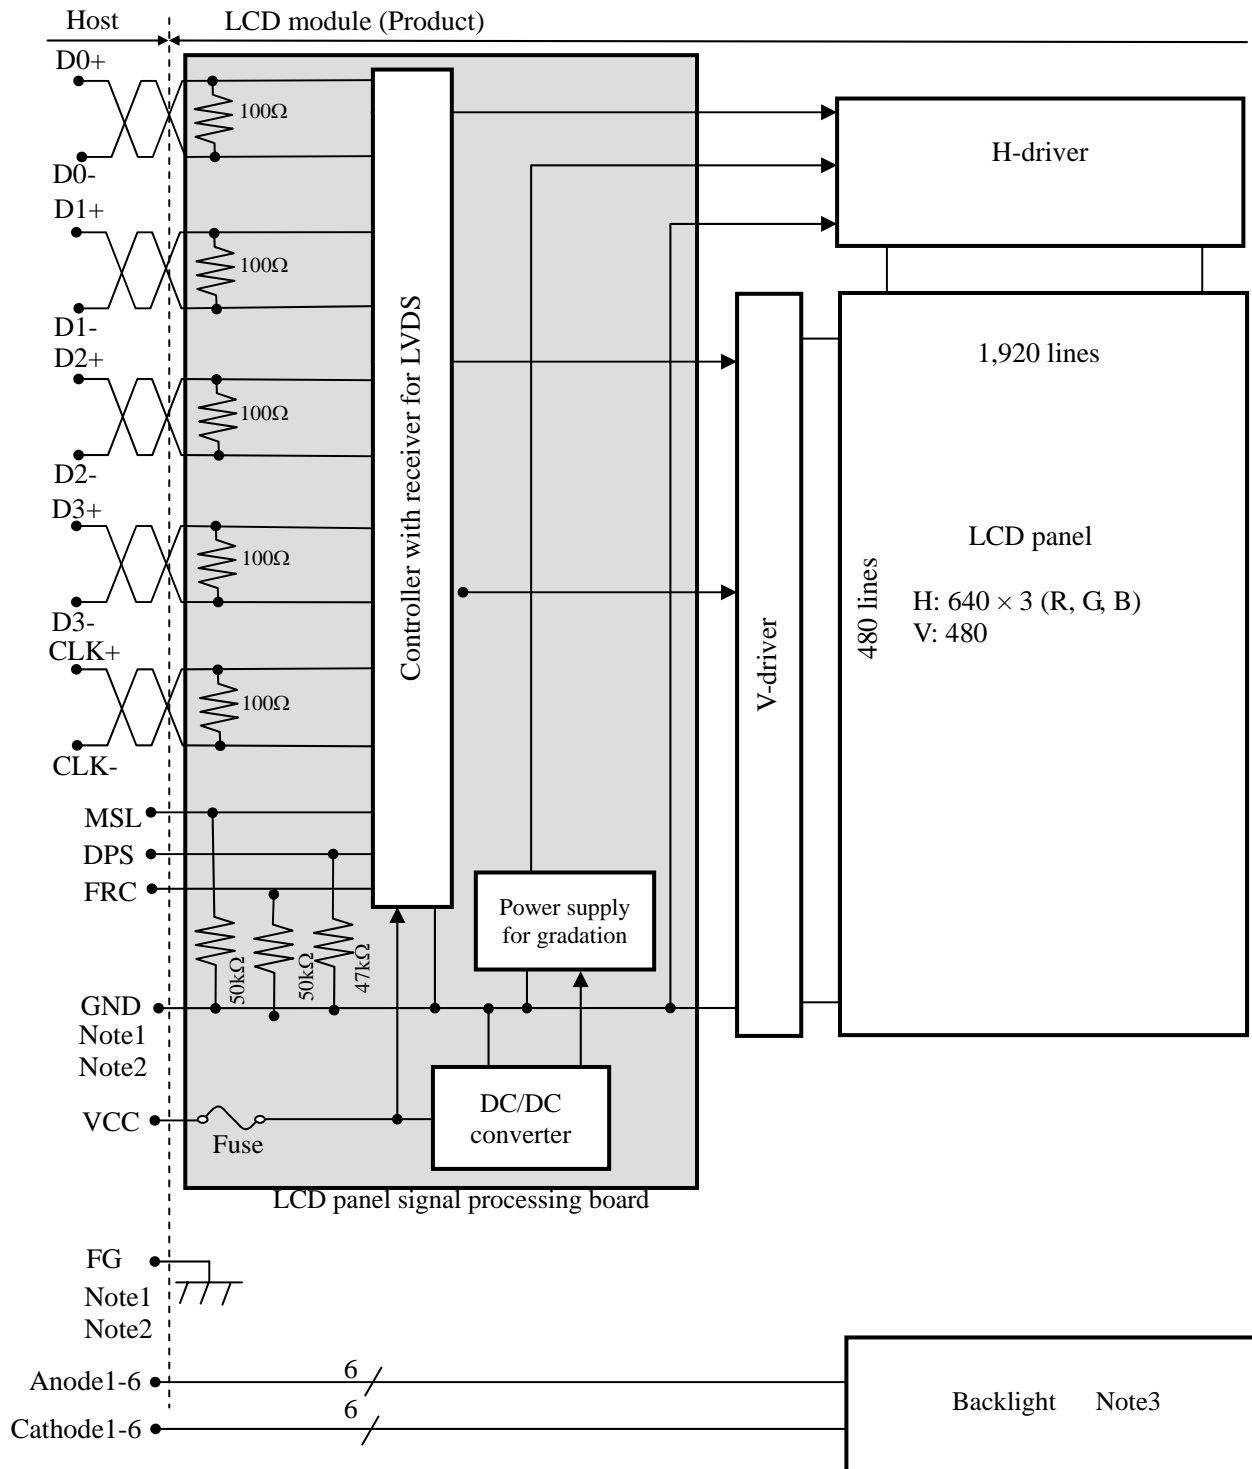 Host
LCD module (Product)
D0+
100Ω
D0-
D1+
100Ω
D1-
D2+
100Ω
D2-
D3+
100Ω
D3-
CLK+
100Ω
CLK-
MSL
DPS
FRC
50kΩ
50kΩ
47kΩ
GND
Note1
Note2
VCC
Fuse
Controller with receiver for LVDS
Power supply
for gradation
DC/DC
converter
LCD panel signal processing board
H-driver
V-driver
1,920 lines
480 lines
LCD panel
H: 640 × 3 (R, G, B)
V: 480
FG
Note1
Note2
Anode1-6
6
Cathode1-6
6
Backlight Note3